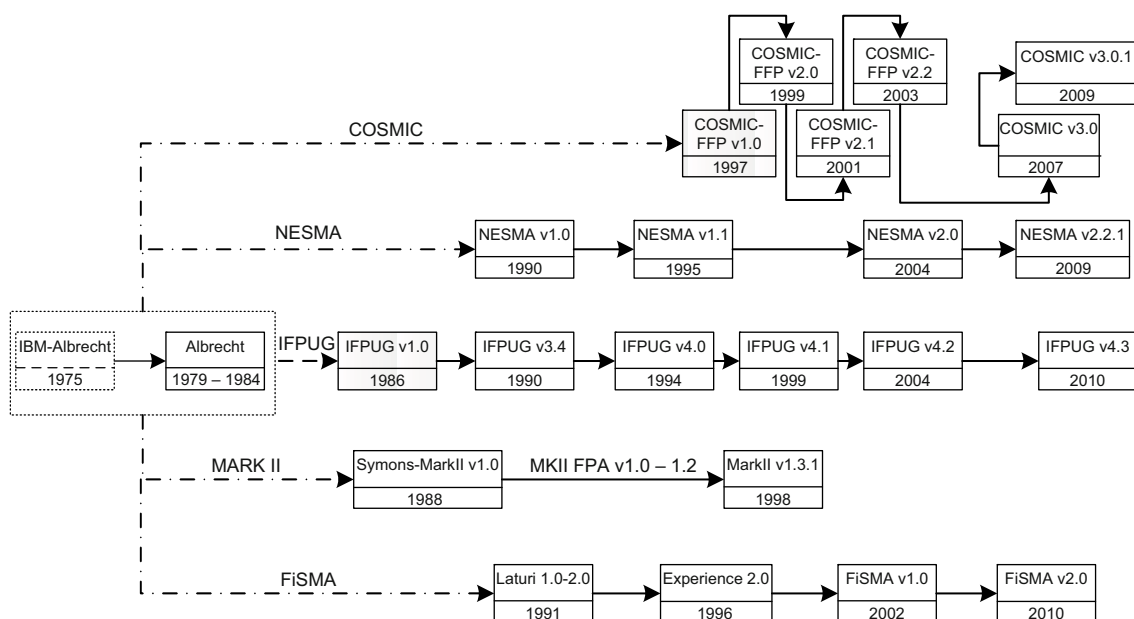 COSMIC
COSMIC-
FFP v1.0
1997
COSMIC-
FFP v2.0
1999
COSMIC-
FFP v2.1
2001
COSMIC-
FFP v2.2
2003
COSMIC v3.0
2007
COSMIC v3.0.1
2009
NESMA
NESMA v1.0
1990
NESMA v1.1
1995
NESMA v2.0
2004
NESMA v2.2.1
2009
IBM-Albrecht
1975
Albrecht
1979 – 1984
IFPUG
IFPUG v1.0
1986
IFPUG v3.4
1990
IFPUG v4.0
1994
IFPUG v4.1
1999
IFPUG v4.2
2004
IFPUG v4.3
2010
MARK II
Symons-MarkII v1.0
1988
MKII FPA v1.0 – 1.2
MarkII v1.3.1
1998
FiSMA
Laturi 1.0-2.0
1991
Experience 2.0
1996
FiSMA v1.0
2002
FiSMA v2.0
2010